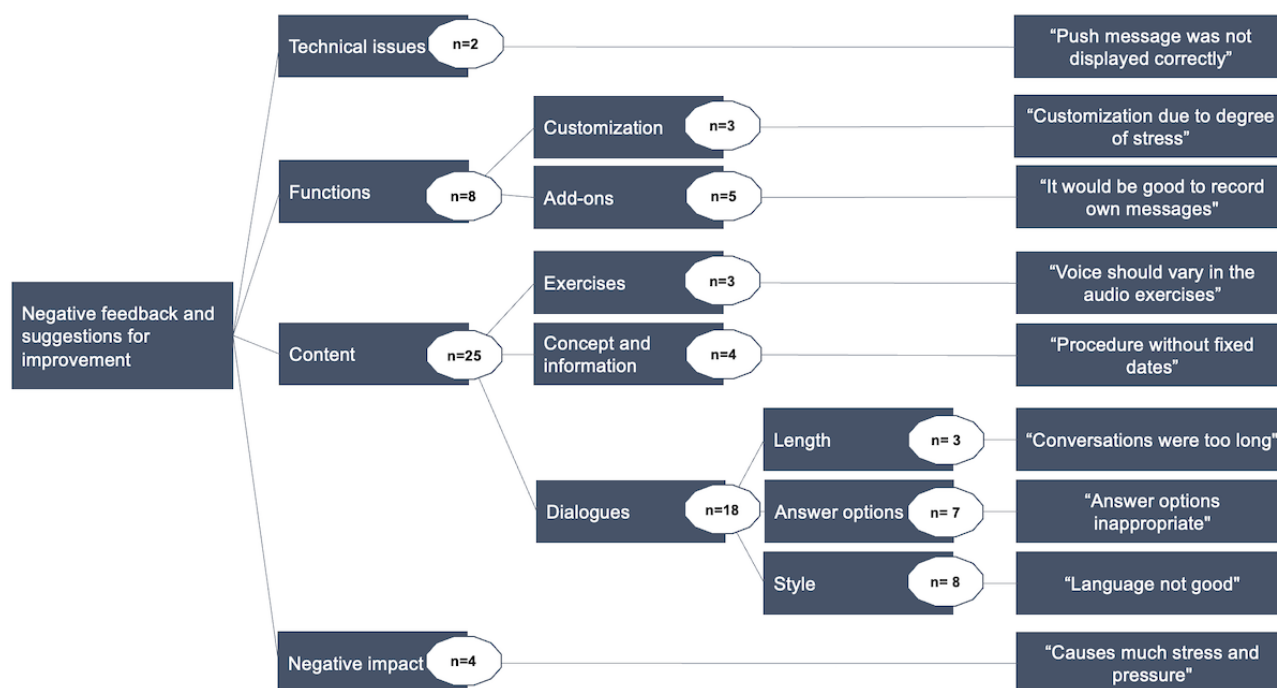 Technical issues
n=2
“Push message was not
displayed correctly”
Customization
n=3
“Customization due to degree
of stress”
Functions
n=8
Add-ons
n=5
“It would be good to record
own messages"
Exercises
n=3
“Voice should vary in the
audio exercises”
Negative feedback and
suggestions for
improvement
Content
n=25
Concept and
information
n=4
“Procedure without fixed
dates”
Length
n= 3
“Conversations were too long"
Dialogues
n=18
Answer options
n= 7
“Answer options
inappropriate"
Style
n= 8
“Language not good"
Negative impact
n=4
“Causes much stress and
pressure"